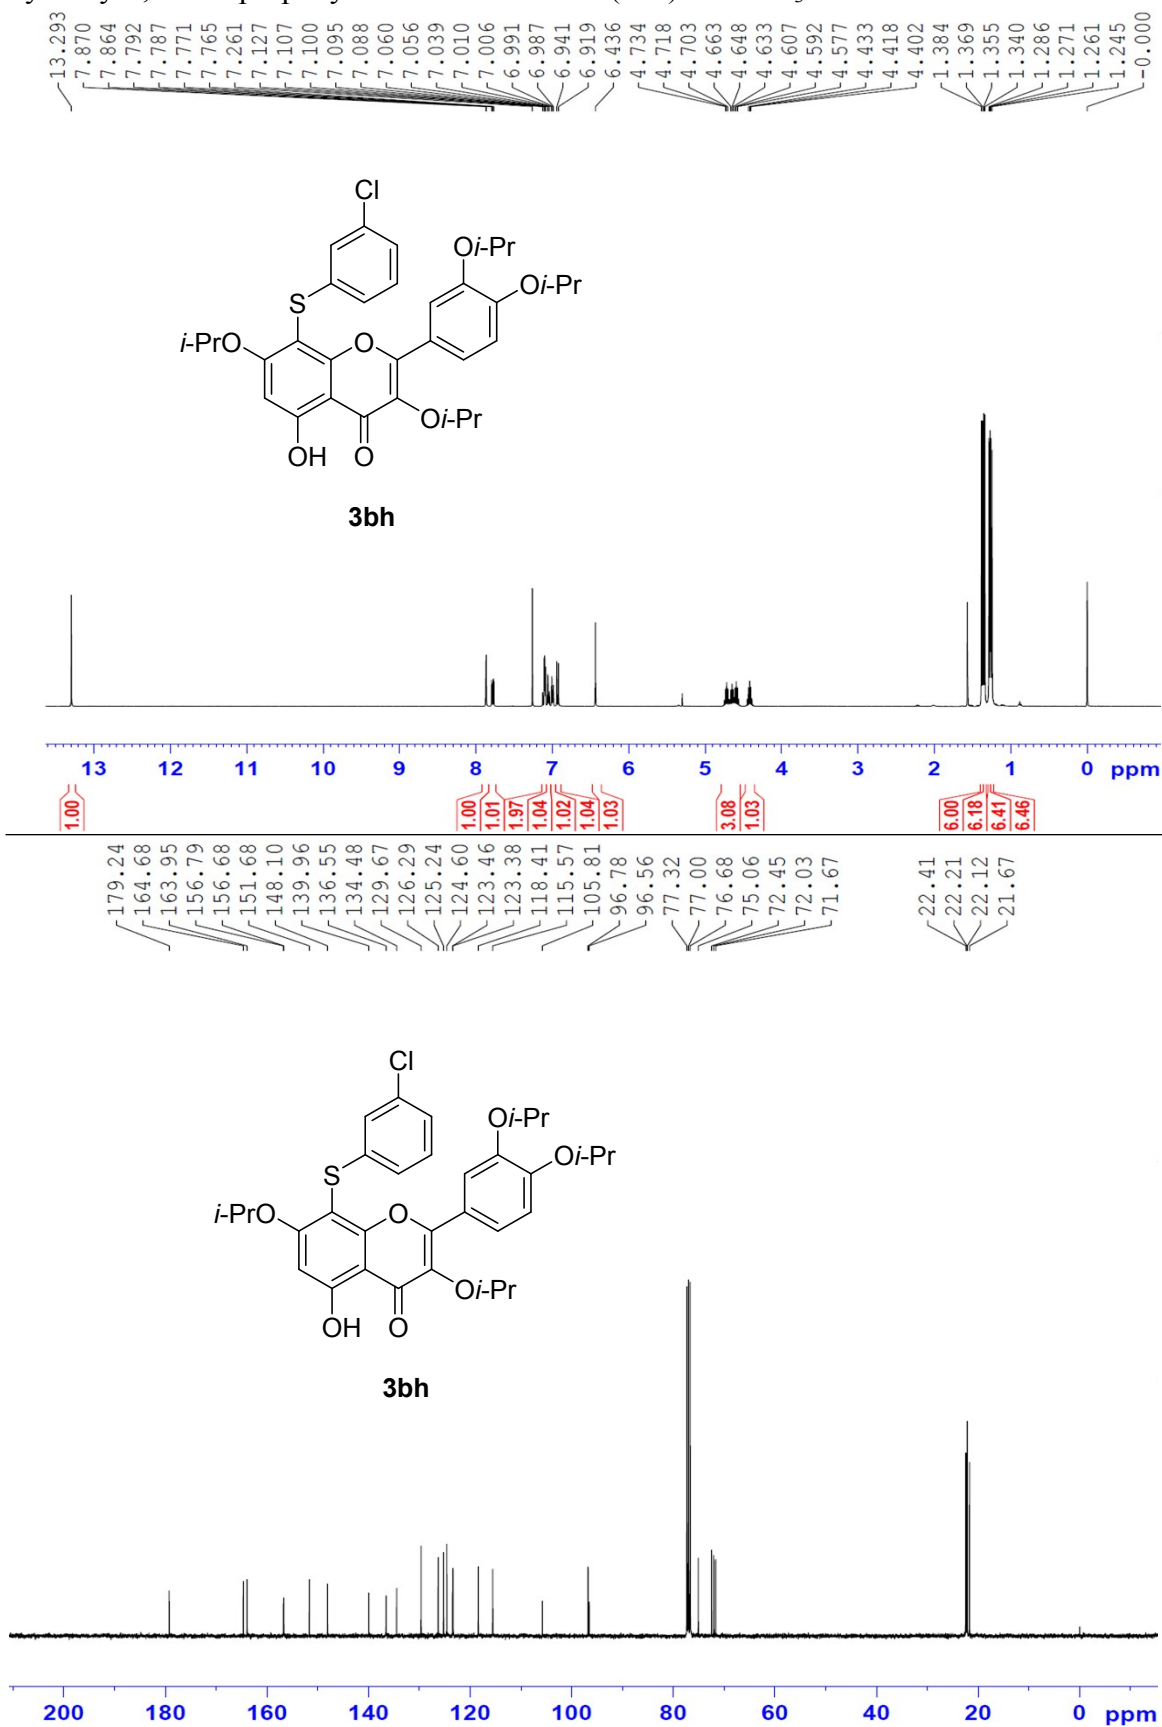 13.293 7.870 7.864 7.792 7.787 7.771 7.765 7.261 7.127 7.107 7.100 7.095 7.088 7.060 7.056 7.039 7.010 7.006 6.991 6.987 6.941 6.919 6.436 4.734 4.718 4.703 4.663 4.648 4.633 4.607 4.592 4.577 4.433 4.418 4.402 1.384 1.369 1.355 1.340 1.286 1.271 1.261 1.245 -0.000
Cl
Oi-Pr
Oi-Pr
S
i-PrO
O
Oi-Pr
OH O
3bh
13 12 11 10 9 8 7 6 5 4 3 2 1 0 ppm
1.00 1.00 1.01 1.97 1.04 1.02 1.04 1.03 3.08 1.03 6.00 6.18 6.41 6.46
179.24 164.68 163.95 156.79 156.68 151.68 148.10 139.96 136.55 134.48 129.67 126.29 125.24 124.60 123.46 123.38 118.41 115.57 105.81 96.78 96.56 77.32 77.00 76.68 75.06 72.45 72.03 71.67 22.41 22.21 22.12 21.67
Cl
Oi-Pr
Oi-Pr
S
i-PrO
O
Oi-Pr
OH O
3bh
200 180 160 140 120 100 80 60 40 20 0 ppm